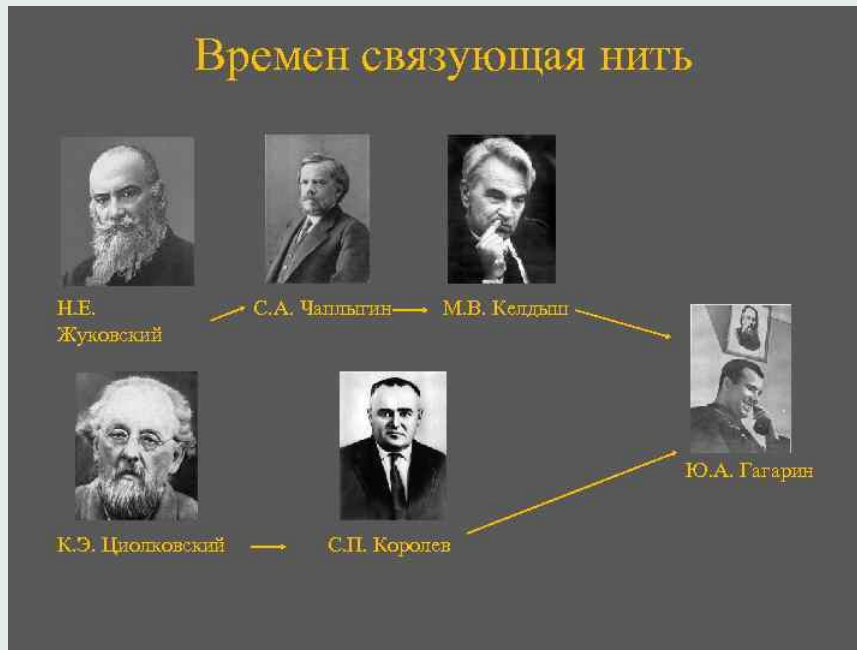 Времен связующая нить
Н.Е.
Жуковский
С.А. Чаплыгин
М.В. Келдыш
Ю.А. Гагарин
К.Э. Циолковский
С.П. Королев